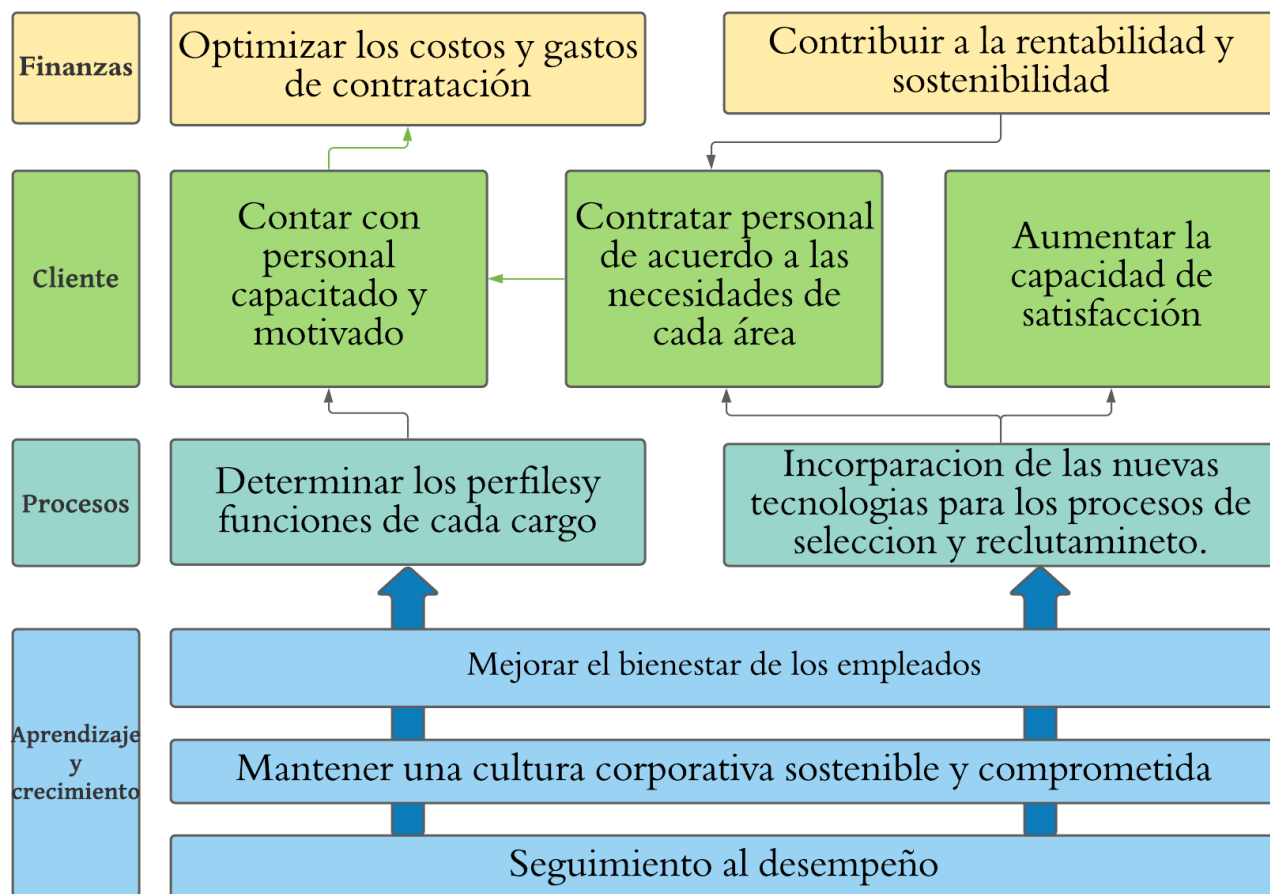 Finanzas
Optimizar los costos y gastos
de contratación
Contribuir a la rentabilidad y
sostenibilidad
Cliente
Contar con
personal
capacitado y
motivado
Contratar personal
de acuerdo a las
necesidades de
cada área
Aumentar la
capacidad de
satisfacción
Procesos
Determinar los perfilesy
funciones de cada cargo
Incorparacion de las nuevas
tecnologias para los procesos de
seleccion y reclutamineto.
Aprendizaje
y
crecimiento
Mejorar el bienestar de los empleados
Mantener una cultura corporativa sostenible y comprometida
Seguimiento al desempeño